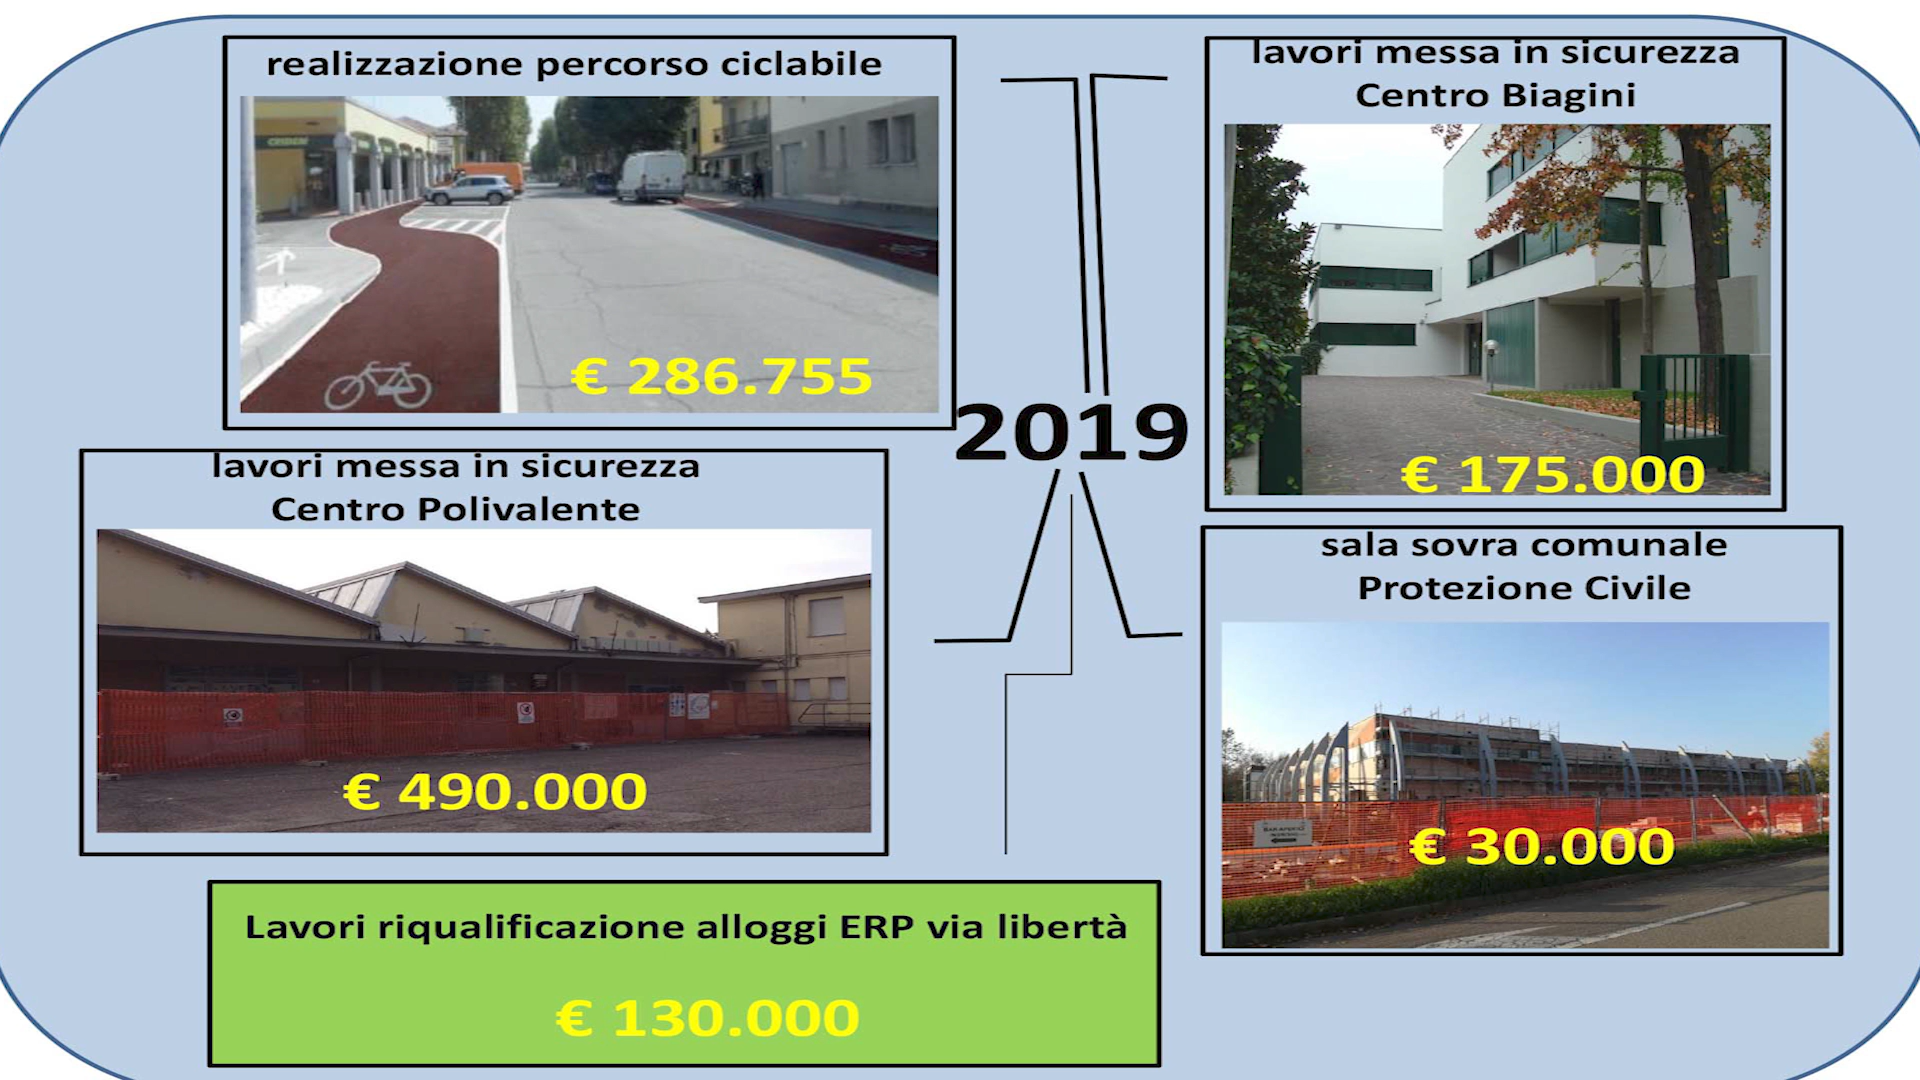 realizzazione percorso ciclabile
€ 286.755
lavori messa in sicurezza
Centro Biagini
€ 175.000
2019
lavori messa in sicurezza
Centro Polivalente
€ 490.000
sala sovra comunale
Protezione Civile
€ 30.000
Lavori riqualificazione alloggi ERP via libertà
€ 130.000